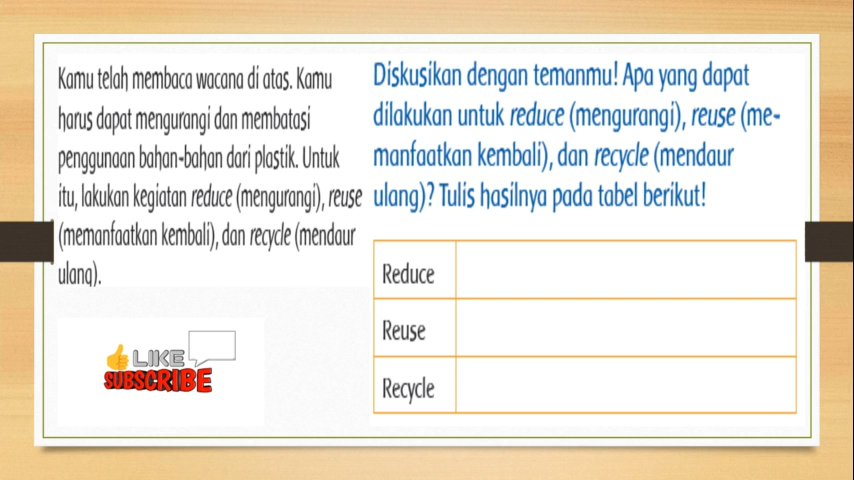 Kamu telah membaca wacana di atas. Kamu
harus dapat mengurangi dan membatasi
penggunaan bahan-bahan dari plastik. Untuk
itu, lakukan kegiatan reduce (mengurangi), reuse
(memanfaatkan kembali), dan recycle (mendaur
ulang).
LIKE
SUBSCRIBE
Diskusikan dengan temanmu! Apa yang dapat
dilakukan untuk reduce (mengurangi), reuse (me-
manfaatkan kembali), dan recycle (mendaur
ulang)? Tulis hasilnya pada tabel berikut!
Reduce
Reuse
Recycle